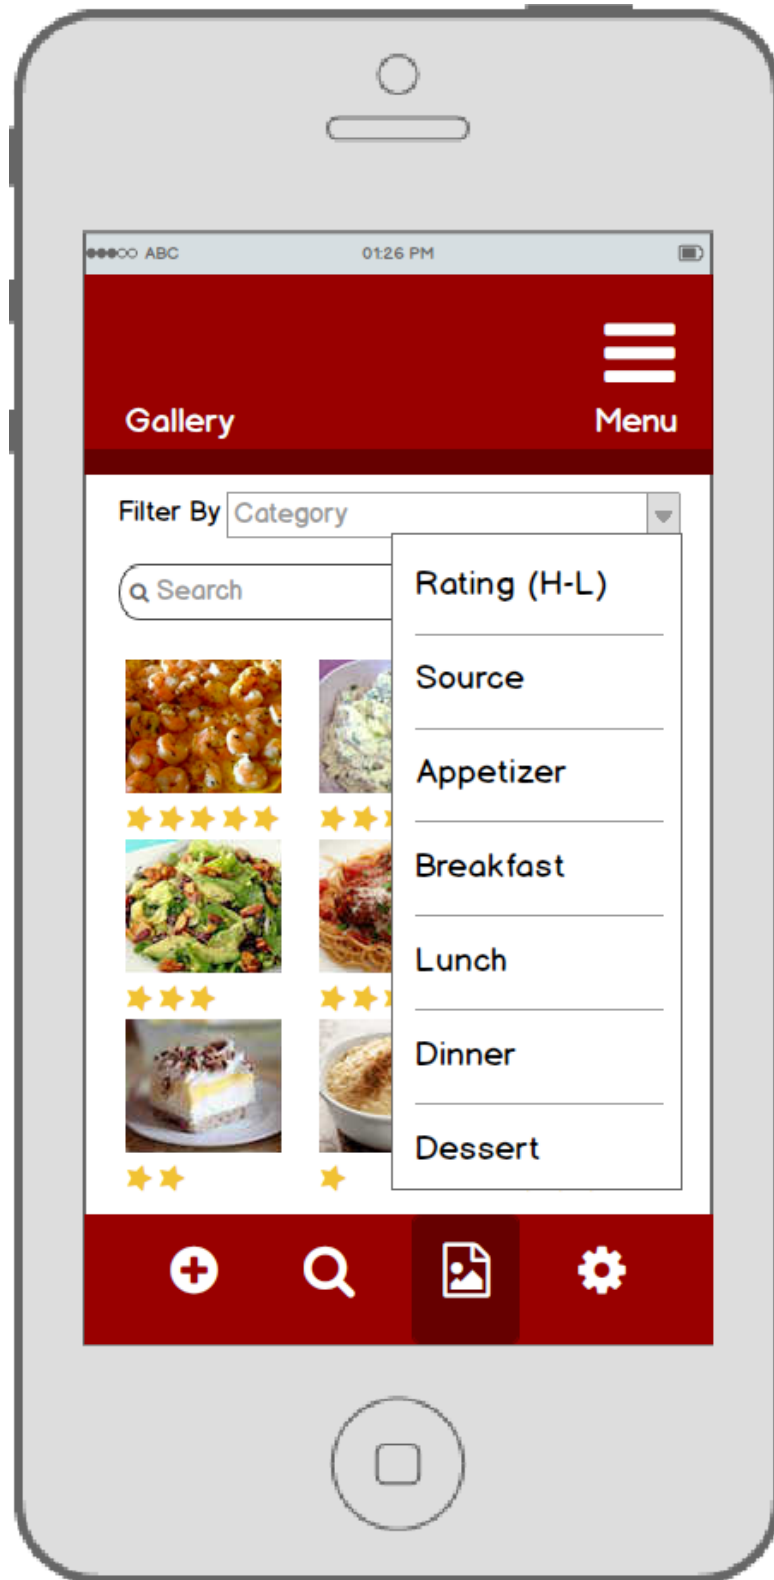 ABC 01:26 PM
Gallery Menu
Filter By Category
Search
Rating (H-L)
Source
Appetizer
Breakfast
Lunch
Dinner
Dessert